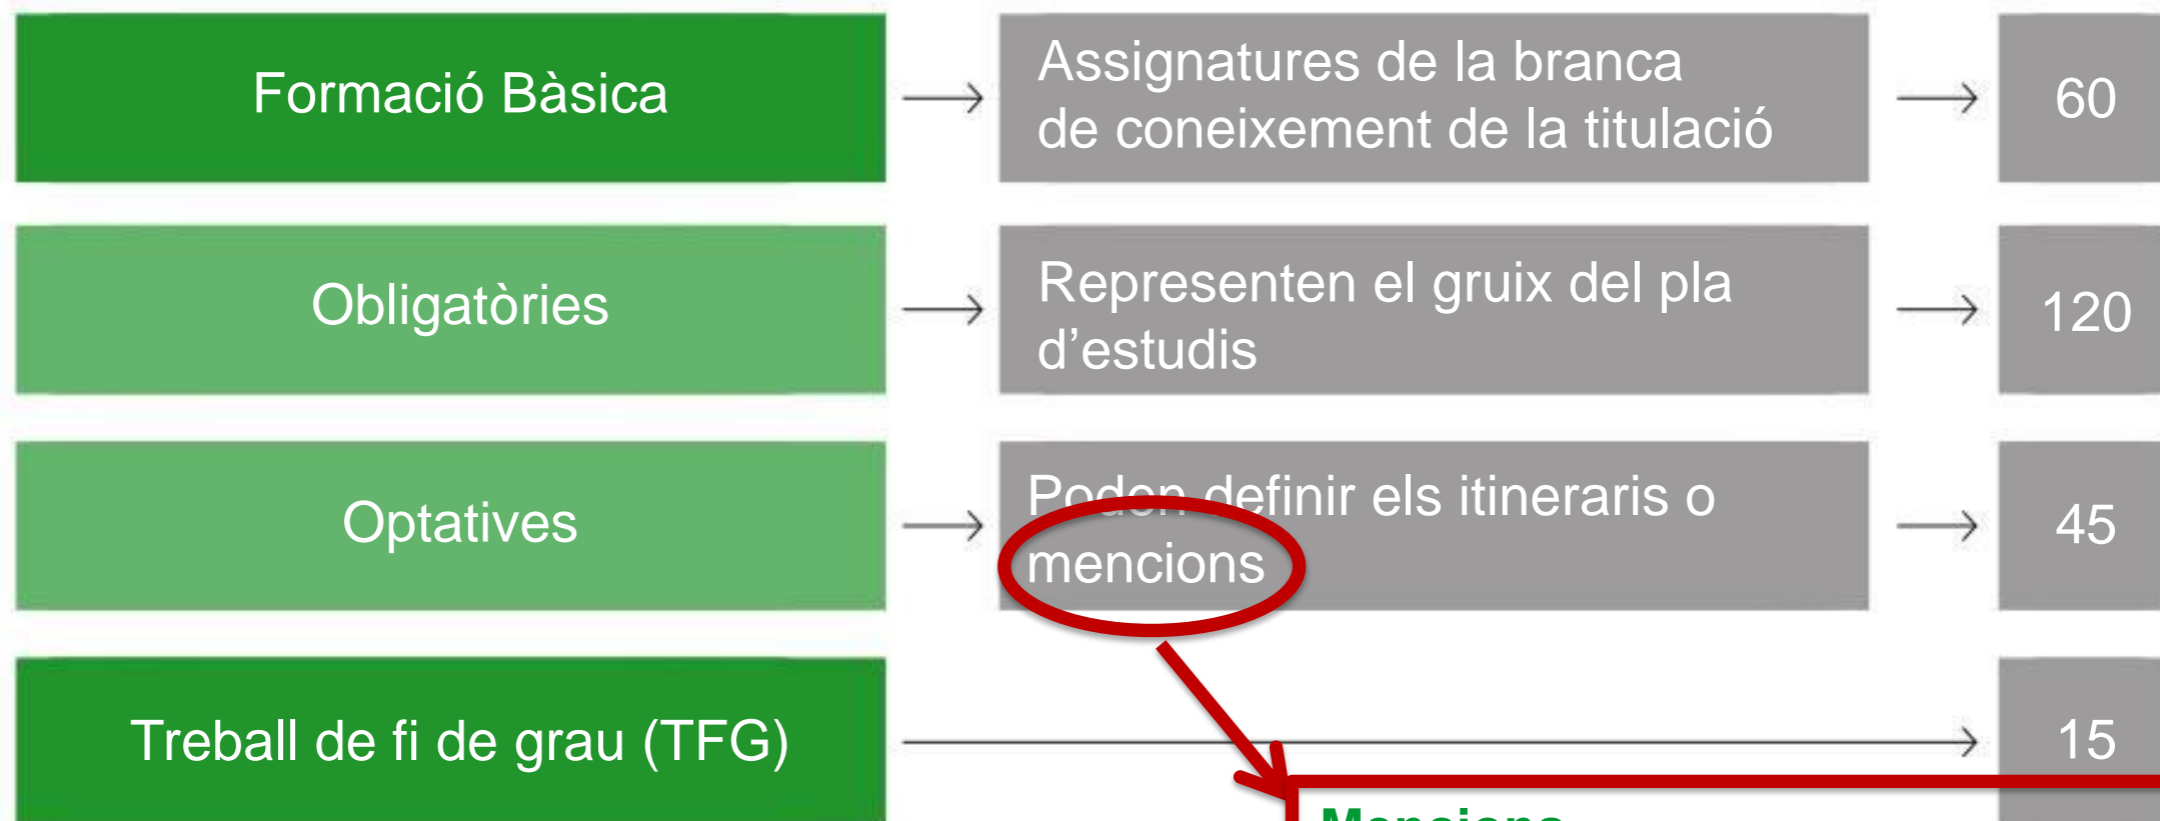 Formació Bàsica
Assignatures de la branca
de coneixement de la titulació
60
Obligatòries
Representen el gruix del pla
d’estudis
120
Optatives
Poden definir els itineraris o
mencions
45
Treball de fi de grau (TFG)
15
Mencions